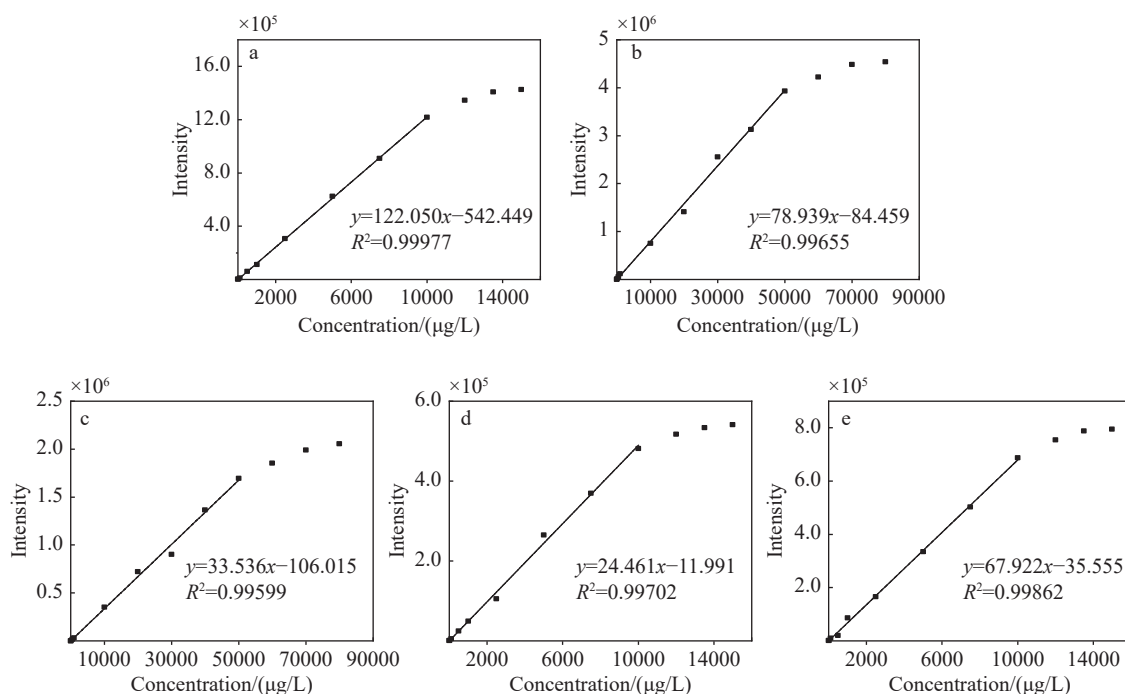 ×10⁵
a
16.0
12.0
8.0
4.0
Intensity
y=122.050x−542.449
R²=0.99977
2000 6000 10000 14000
Concentration/(μg/L)
×10⁶
b
5
4
3
2
1
Intensity
y=78.939x−84.459
R²=0.99655
10000 30000 50000 70000 90000
Concentration/(μg/L)
×10⁶
c
2.5
2.0
1.5
1.0
0.5
Intensity
y=33.536x−106.015
R²=0.99599
10000 30000 50000 70000 90000
Concentration/(μg/L)
×10⁵
d
6.0
4.0
2.0
Intensity
y=24.461x−11.991
R²=0.99702
2000 6000 10000 14000
Concentration/(μg/L)
×10⁵
e
8.0
6.0
4.0
2.0
Intensity
y=67.922x−35.555
R²=0.99862
2000 6000 10000 14000
Concentration/(μg/L)